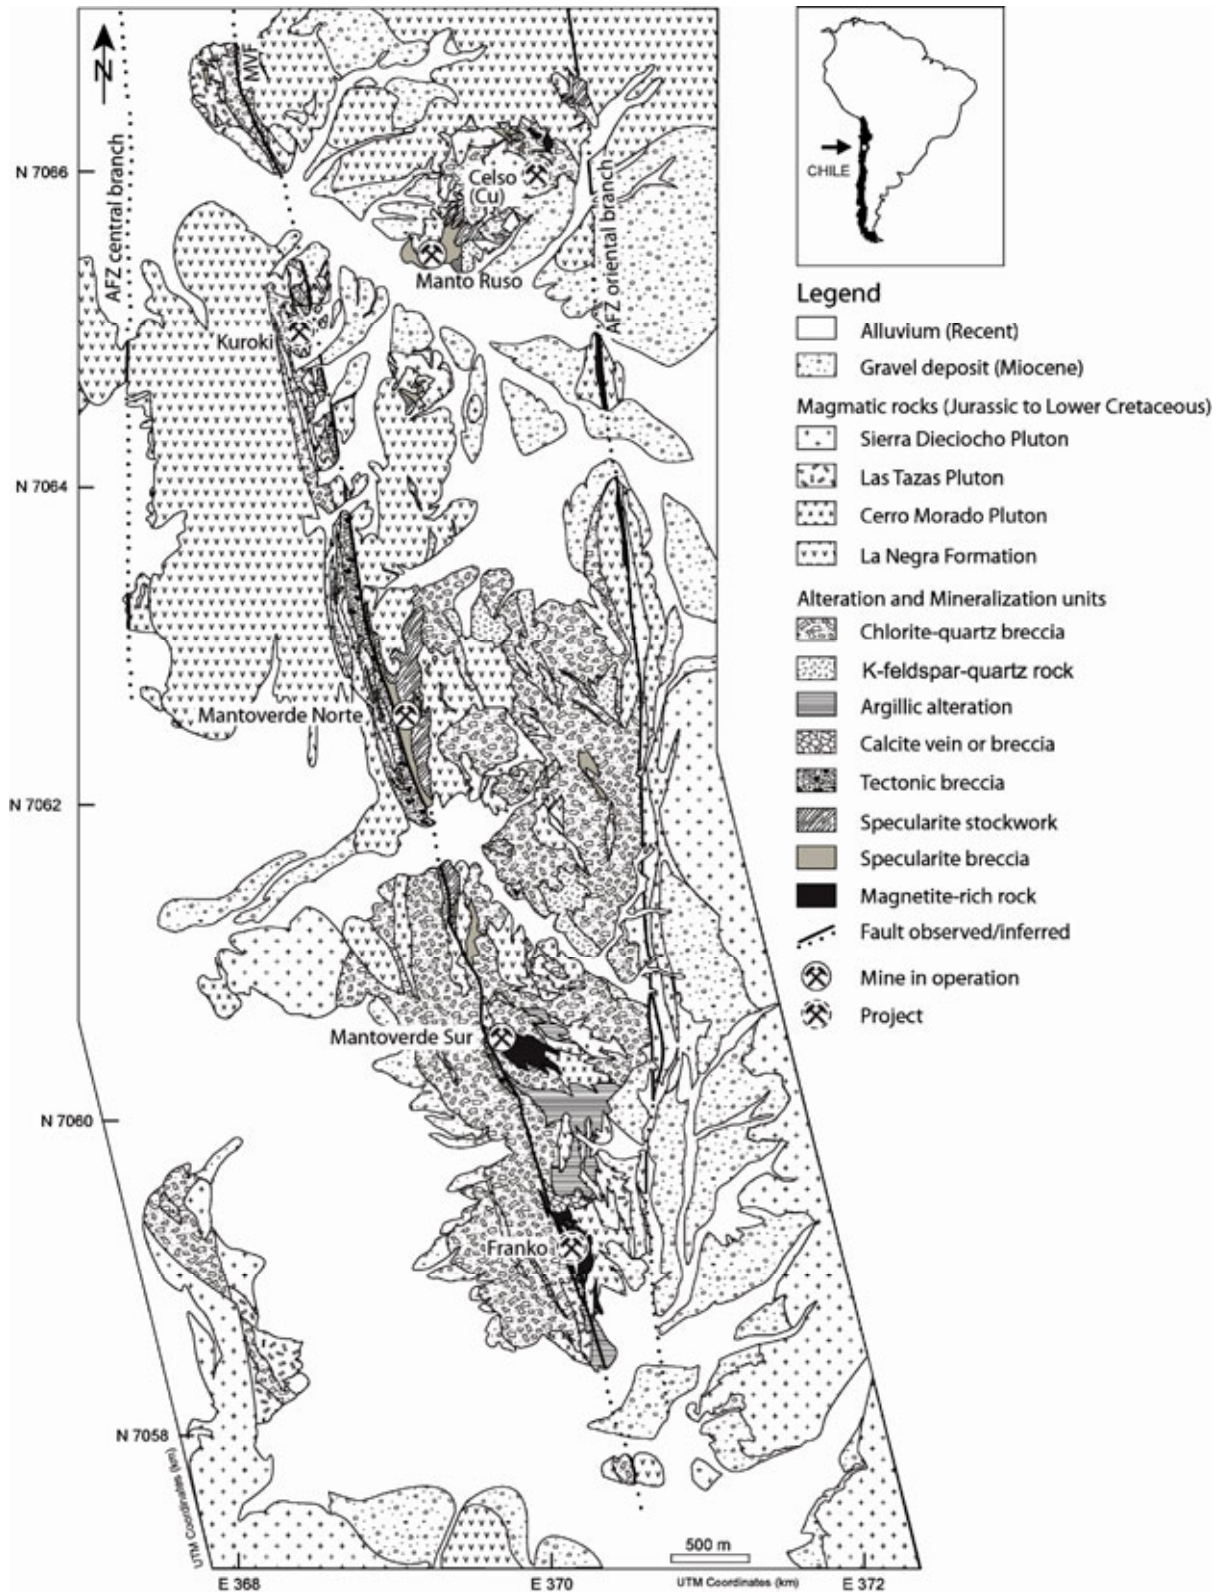 N
MVF
AFZ central branch
N 7066
Celso
(Cu)
AFZ oriental branch
Manto Ruso
Kuroki
N 7064
Mantoverde Norte
N 7062
Mantoverde Sur
N 7060
Franko
N 7058
UTM Coordinates (km)
500 m
E 368
E 370
UTM Coordinates (km)
E 372
CHILE
Legend
Alluvium (Recent)
Gravel deposit (Miocene)
Magmatic rocks (Jurassic to Lower Cretaceous)
Sierra Dieciocho Pluton
Las Tazas Pluton
Cerro Morado Pluton
La Negra Formation
Alteration and Mineralization units
Chlorite-quartz breccia
K-feldspar-quartz rock
Argillic alteration
Calcite vein or breccia
Tectonic breccia
Specularite stockwork
Specularite breccia
Magnetite-rich rock
Fault observed/inferred
Mine in operation
Project